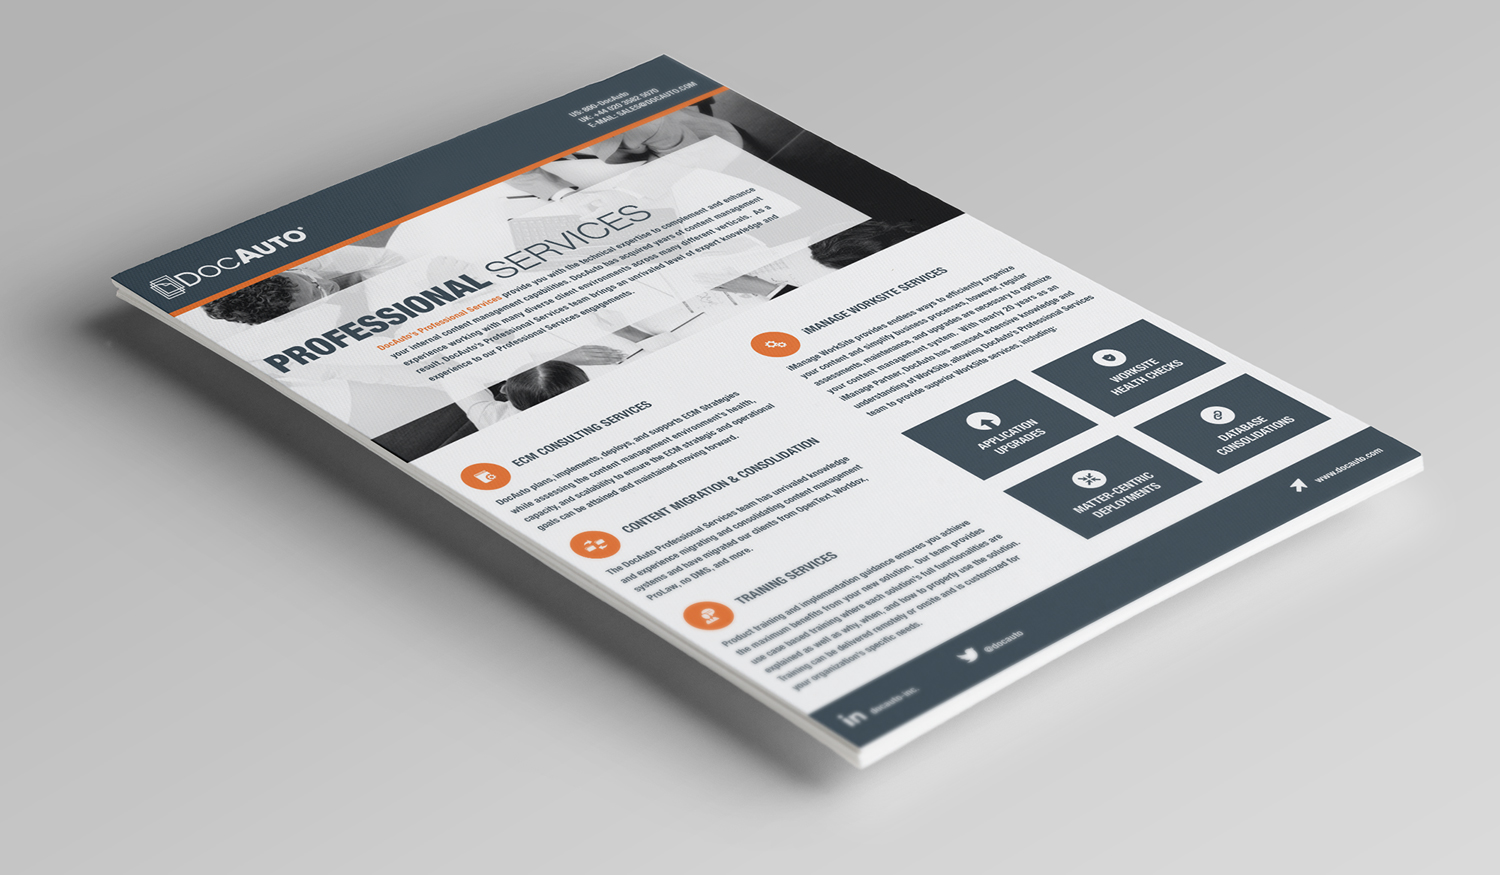 DOCAUTO
US: 800-DocAuto
UK: +44 020 3582 5070
E-MAIL: SALES@DOCAUTO.COM
PROFESSIONAL SERVICES
DocAuto's Professional Services provide you with the technical expertise to complement and enhance
your internal content management capabilities. DocAuto has acquired years of content management
experience working with many diverse client environments across many different verticals. As a
result, DocAuto's Professional Services team brings an unrivaled level of expert knowledge and
experience to our Professional Services engagements.
ECM CONSULTING SERVICES
DocAuto plans, implements, deploys, and supports ECM Strategies
while assessing the content management environment's health,
capacity, and scalability to ensure the ECM strategic and operational
goals can be attained and maintained moving forward.
CONTENT MIGRATION & CONSOLIDATION
The DocAuto Professional Services team has unrivaled knowledge
and experience migrating and consolidating content management
systems and have migrated our clients from OpenText, Worldox,
ProLaw, no DMS, and more.
TRAINING SERVICES
Product training and implementation guidance ensures you achieve
the maximum benefits from your new solution. Our team provides
use case based training where each solution's full functionalities are
explained as well as why, when, and how to properly use the solution.
Training can be delivered remotely or onsite and is customized for
your organization's specific needs.
iMANAGE WORKSITE SERVICES
iManage WorkSite provides endless ways to efficiently organize
your content and simplify business processes, however, regular
assessments, maintenance, and upgrades are necessary to optimize
your content management system. With nearly 20 years as an
iManage Partner, DocAuto has amassed extensive knowledge and
understanding of WorkSite, allowing DocAuto's Professional Services
team to provide superior WorkSite services, including:
APPLICATION
UPGRADES
WORKSITE
HEALTH CHECKS
MATTER-CENTRIC
DEPLOYMENTS
DATABASE
CONSOLIDATIONS
in docauto-inc.
@docauto
www.docauto.com